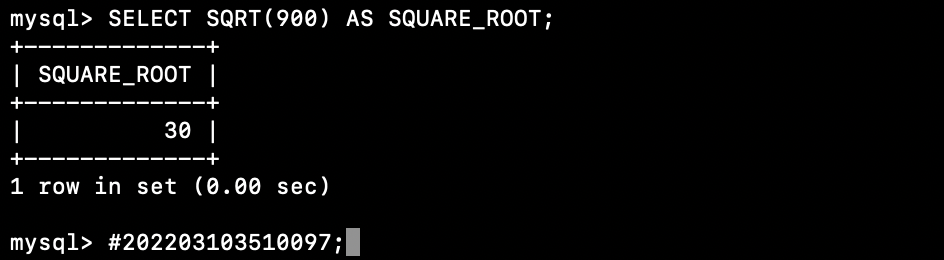 mysql> SELECT SQRT(900) AS SQUARE_ROOT;
+-------------+
| SQUARE_ROOT |
+-------------+
|          30 |
+-------------+
1 row in set (0.00 sec)

mysql> #202203103510097;